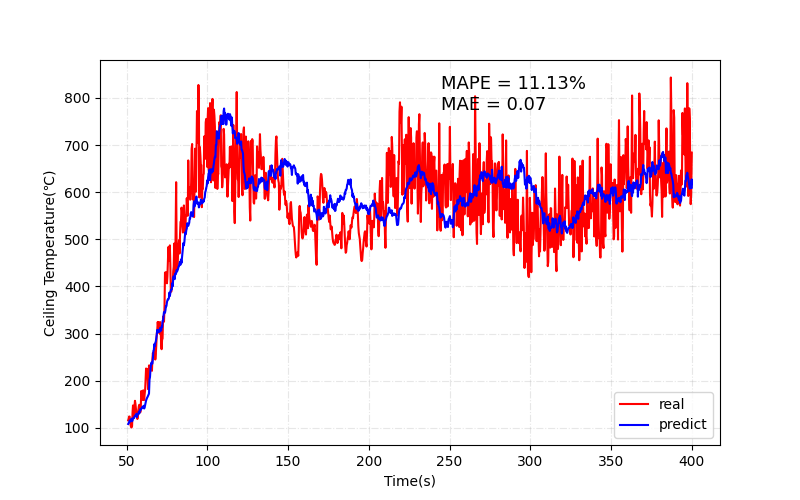 MAPE = 11.13%
MAE = 0.07
800
700
600
500
400
300
200
100
Ceiling Temperature(℃)
real
predict
50 100 150 200 250 300 350 400
Time(s)